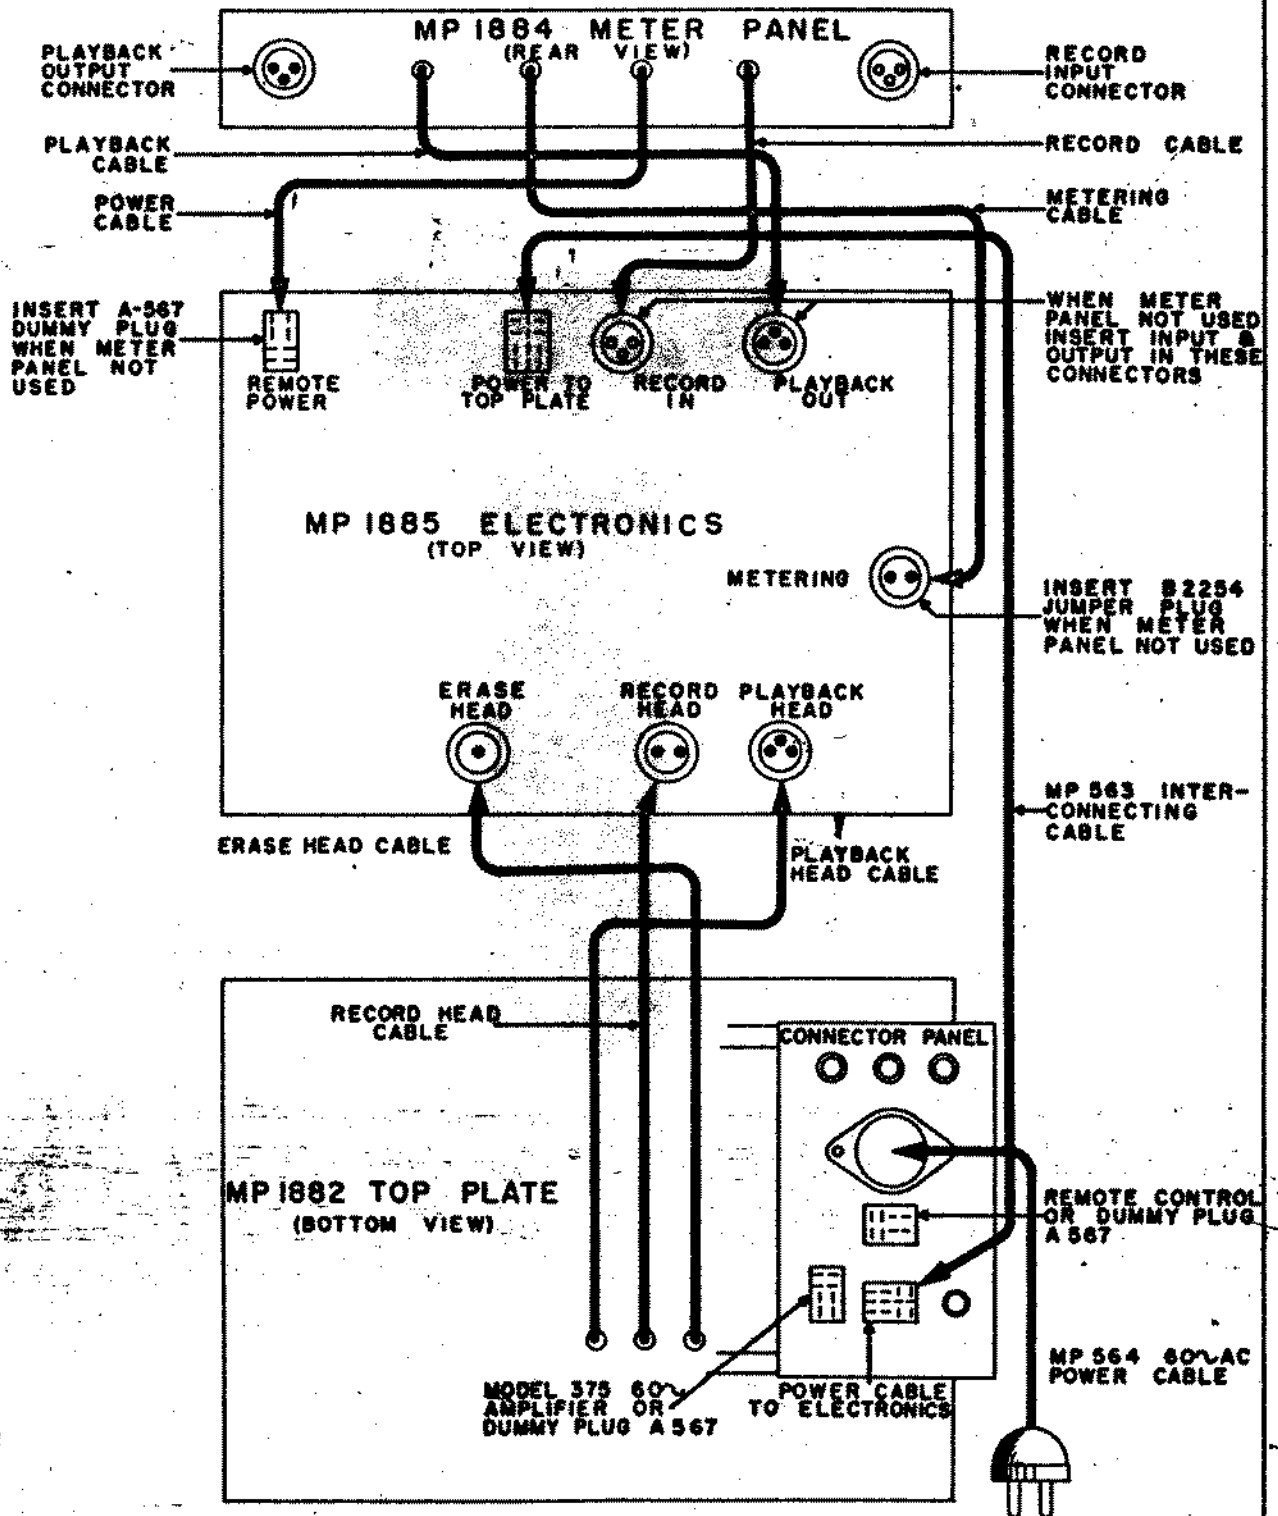 MP 1884 METER PANEL
(REAR VIEW)
PLAYBACK
OUTPUT
CONNECTOR
RECORD
INPUT
CONNECTOR
PLAYBACK
CABLE
RECORD CABLE
POWER
CABLE
METERING
CABLE
INSERT A-567
DUMMY PLUG
WHEN METER
PANEL NOT
USED
WHEN METER
PANEL NOT USED
INSERT INPUT &
OUTPUT IN THESE
CONNECTORS
REMOTE
POWER
POWER TO
TOP PLATE
RECORD
IN
PLAYBACK
OUT
MP 1885 ELECTRONICS
(TOP VIEW)
METERING
INSERT B2254
JUMPER PLUG
WHEN METER
PANEL NOT USED
ERASE
HEAD
RECORD
HEAD
PLAYBACK
HEAD
MP 563 INTER-
CONNECTING
CABLE
ERASE HEAD CABLE
PLAYBACK
HEAD CABLE
RECORD HEAD
CABLE
CONNECTOR PANEL
MP 1882 TOP PLATE
(BOTTOM VIEW)
REMOTE CONTROL
OR DUMMY PLUG
A 567
MP 564 60~AC
POWER CABLE
MODEL 375 60~
AMPLIFIER OR
DUMMY PLUG A 567
POWER CABLE
TO ELECTRONICS